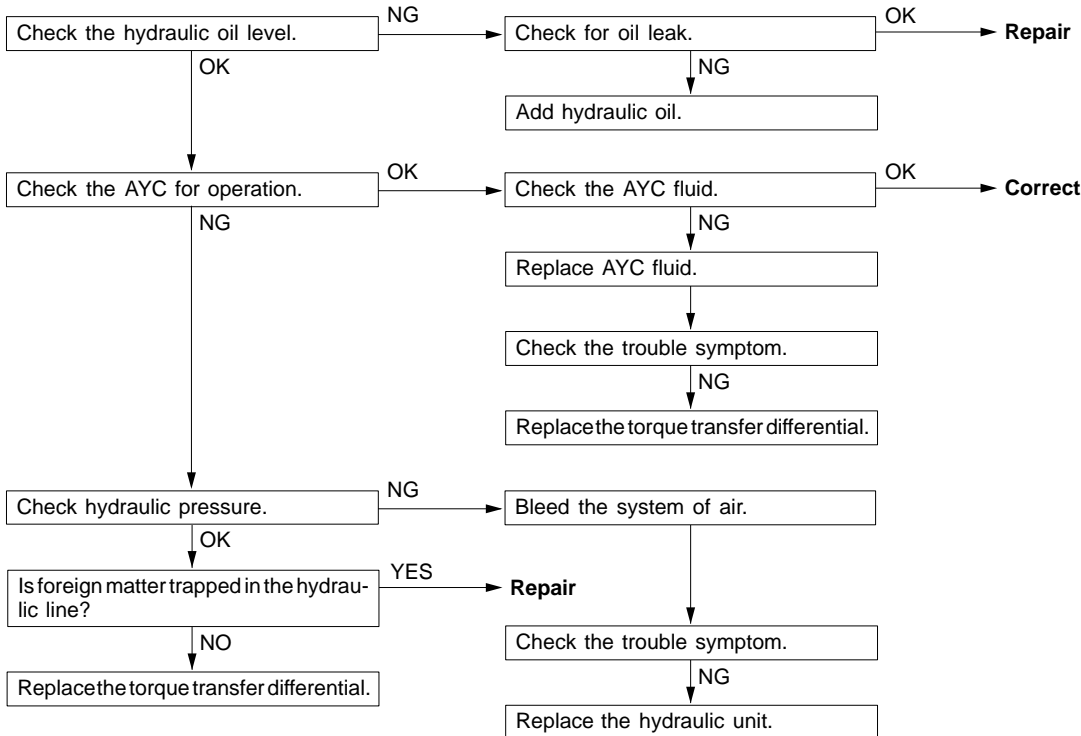 NG
OK
Check the hydraulic oil level.
Check for oil leak.
Repair
OK
NG
Add hydraulic oil.
OK
OK
Check the AYC for operation.
Check the AYC fluid.
Correct
NG
NG
Replace AYC fluid.
Check the trouble symptom.
NG
Replace the torque transfer differential.
NG
Check hydraulic pressure.
Bleed the system of air.
OK
YES
Is foreign matter trapped in the hydrau-
lic line?
Repair
NO
Check the trouble symptom.
NG
Replace the torque transfer differential.
Replace the hydraulic unit.